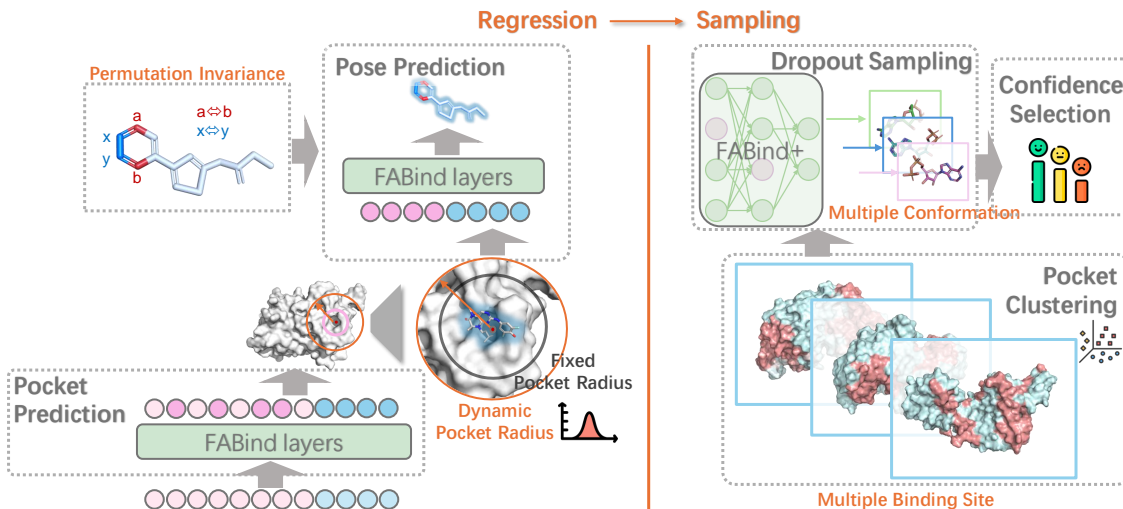 Regression
Sampling
Permutation Invariance
a
x
y
b
a⇔b
x⇔y
Pose Prediction
FABind layers
Fixed
Pocket Radius
Dynamic
Pocket Radius
Pocket
Prediction
FABind layers
Dropout Sampling
FABind+
Multiple Conformation
Confidence
Selection
Pocket
Clustering
Multiple Binding Site